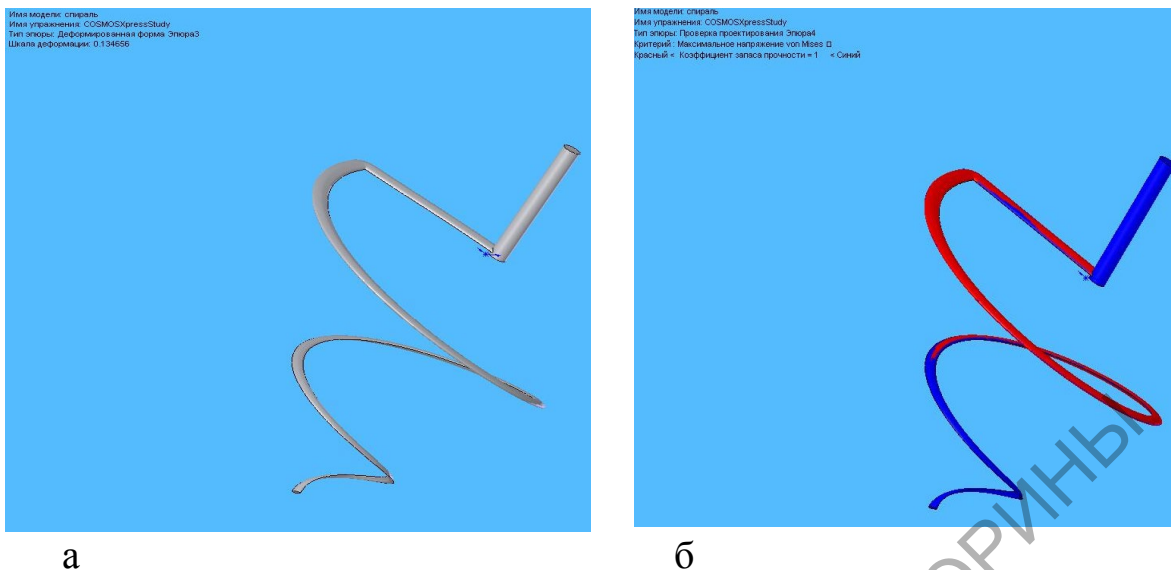 Имя модели: спираль
Имя упражнения: COSMOSXpressStudy
Тип эпюры: Деформированная форма Эпюра3
Шкала деформации: 0.134656
Имя модели: спираль
Имя упражнения: COSMOSXpressStudy
Тип эпюры: Проверка проектирования Эпюра4
Критерий : Максимальное напряжение von Mises □
Красный < Коэффициент запаса прочности = 1 < Синий
а
б
ОРИНЫ